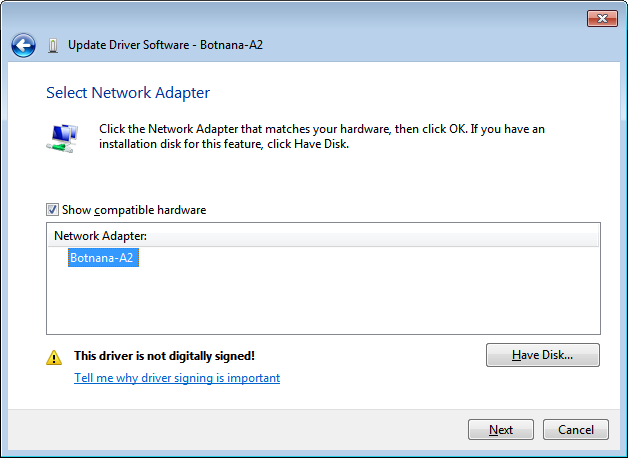 Update Driver Software - Botnana-A2
Select Network Adapter
Click the Network Adapter that matches your hardware, then click OK. If you have an
installation disk for this feature, click Have Disk.
Show compatible hardware
Network Adapter:
Botnana-A2
This driver is not digitally signed!
Have Disk...
Tell me why driver signing is important
Next
Cancel